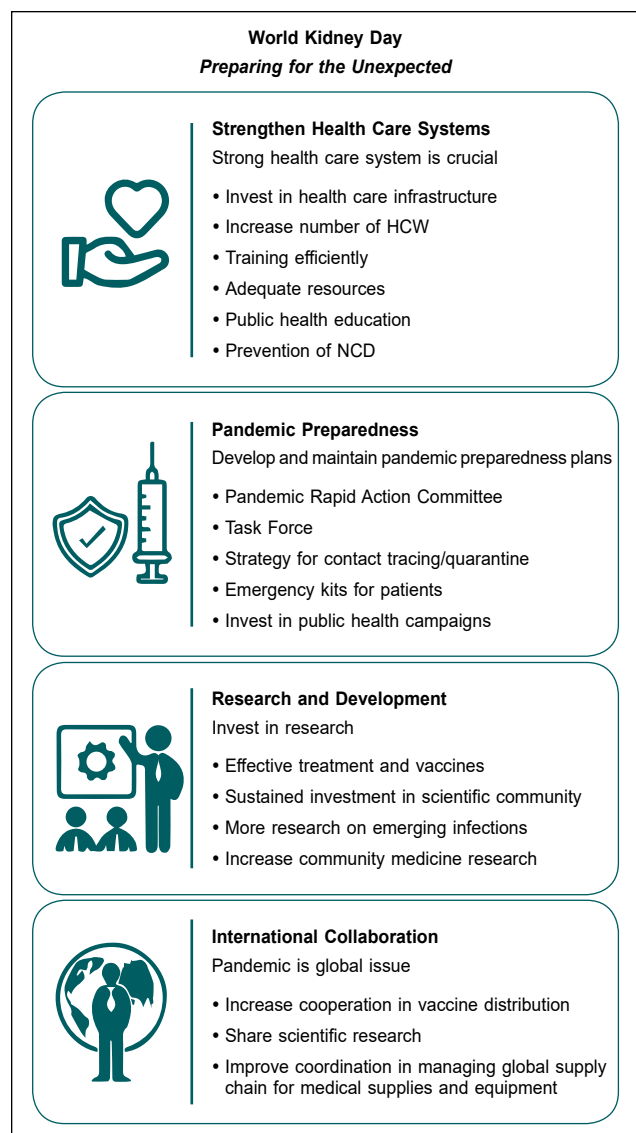 World Kidney Day
Preparing for the Unexpected
Strengthen Health Care Systems
Strong health care system is crucial
• Invest in health care infrastructure
• Increase number of HCW
• Training efficiently
• Adequate resources
• Public health education
• Prevention of NCD
Pandemic Preparedness
Develop and maintain pandemic preparedness plans
• Pandemic Rapid Action Committee
• Task Force
• Strategy for contact tracing/quarantine
• Emergency kits for patients
• Invest in public health campaigns
Research and Development
Invest in research
• Effective treatment and vaccines
• Sustained investment in scientific community
• More research on emerging infections
• Increase community medicine research
International Collaboration
Pandemic is global issue
• Increase cooperation in vaccine distribution
• Share scientific research
• Improve coordination in managing global supply
chain for medical supplies and equipment